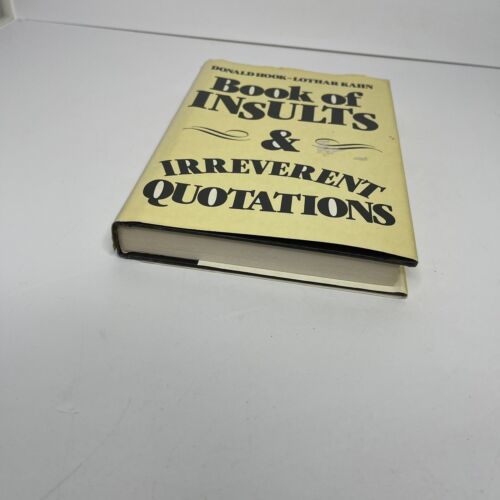 DONALD HOOK-LOTHAR KAHN
Book of
INSULTS
&
IRREVERENT
QUOTATIONS